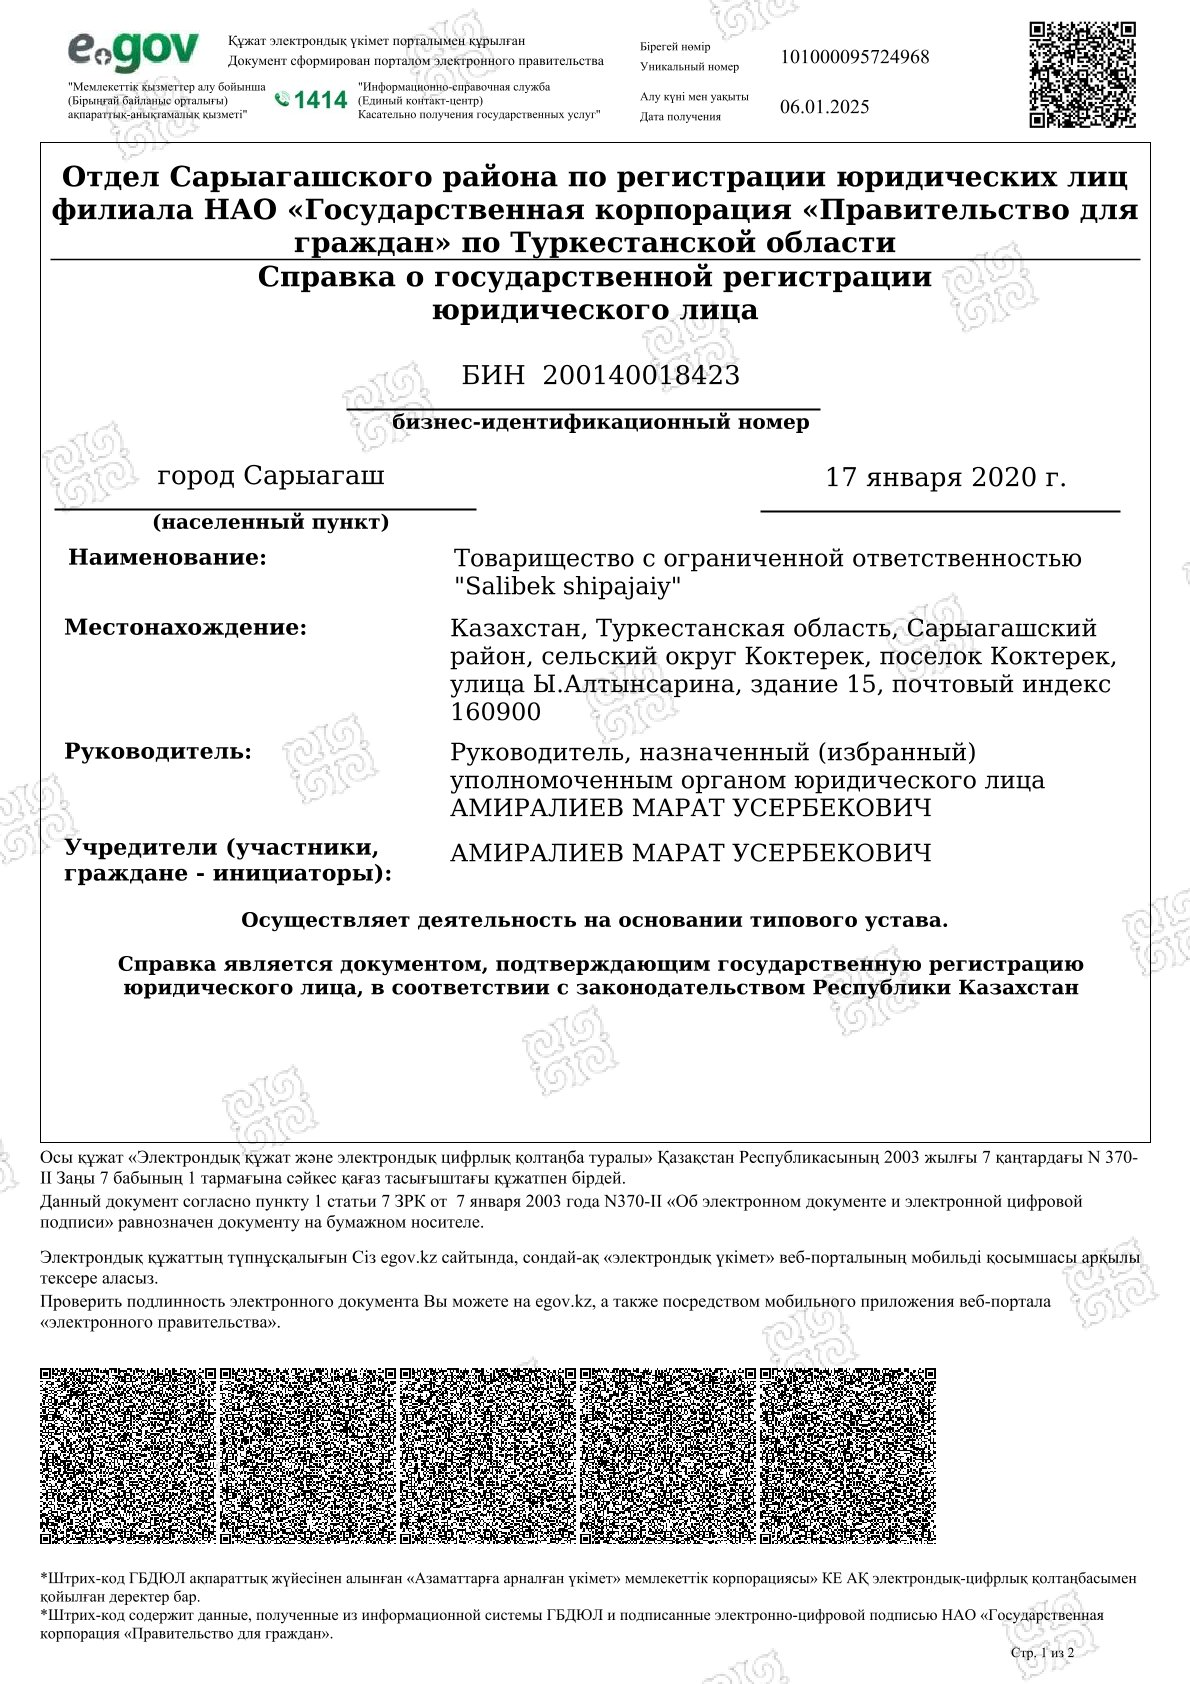 e.gov
Құжат электрондық үкімет порталымен құрылған
Документ сформирован порталом электронного правительства
"Мемлекеттік қызметтер алу бойынша
(Бірыңғай байланыс орталығы)
ақпараттық-анықтамалық қызметі"
1414
"Информационно-справочная служба
(Единый контакт-центр)
Касательно получения государственных услуг"
Бірегей нөмір
Уникальный номер
101000095724968
Алу күні мен уақыты
Дата получения
06.01.2025
Отдел Сарыагашского района по регистрации юридических лиц
филиала НАО «Государственная корпорация «Правительство для
граждан» по Туркестанской области
Справка о государственной регистрации
юридического лица
БИН 200140018423
бизнес-идентификационный номер
город Сарыагаш
17 января 2020 г.
(населенный пункт)
Наименование:
Товарищество с ограниченной ответственностью
"Salibek shipajaiy"
Местонахождение:
Казахстан, Туркестанская область, Сарыагашский
район, сельский округ Коктерек, поселок Коктерек,
улица Ы.Алтынсарина, здание 15, почтовый индекс
160900
Руководитель:
Руководитель, назначенный (избранный)
уполномоченным органом юридического лица
АМИРАЛИЕВ МАРАТ УСЕРБЕКОВИЧ
Учредители (участники,
граждане - инициаторы):
АМИРАЛИЕВ МАРАТ УСЕРБЕКОВИЧ
Осуществляет деятельность на основании типового устава.
Справка является документом, подтверждающим государственную регистрацию
юридического лица, в соответствии с законодательством Республики Казахстан
Осы құжат «Электрондық құжат және электрондық цифрлық қолтаңба туралы» Қазақстан Республикасының 2003 жылғы 7 қаңтардағы N 370-
II Заңы 7 бабының 1 тармағына сәйкес қағаз тасығыштағы құжатпен бірдей.
Данный документ согласно пункту 1 статьи 7 ЗРК от 7 января 2003 года N370-II «Об электронном документе и электронной цифровой
подписи» равнозначен документу на бумажном носителе.
Электрондық құжаттың түпнұсқалығын Сіз egov.kz сайтында, сондай-ақ «электрондық үкімет» веб-порталының мобильді қосымшасы арқылы
тексере аласыз.
Проверить подлинность электронного документа Вы можете на egov.kz, а также посредством мобильного приложения веб-портала
«электронного правительства».
*Штрих-код ГБДЮЛ ақпараттық жүйесінен алынған «Азаматтарға арналған үкімет» мемлекеттік корпорациясы» КЕ АҚ электрондық-цифрлық қолтаңбасымен
қойылған деректер бар.
*Штрих-код содержит данные, полученные из информационной системы ГБДЮЛ и подписанные электронно-цифровой подписью НАО «Государственная
корпорация «Правительство для граждан».
Стр. 1 из 2